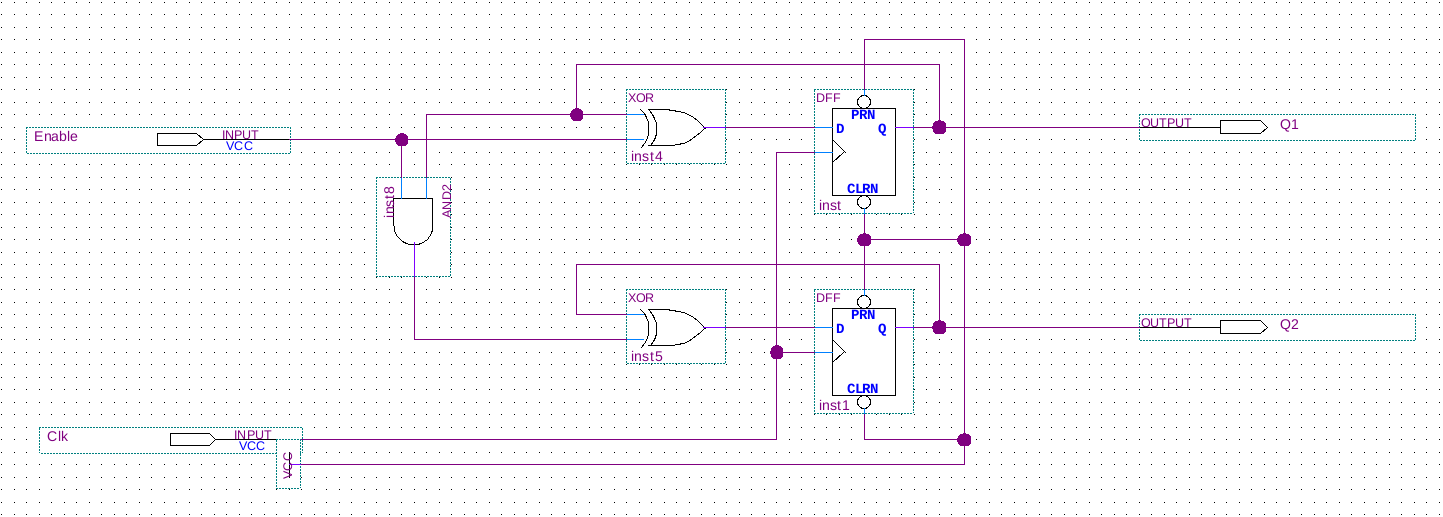 XOR
DFF
PRN
D Q
CLRN
inst4
inst
Enable
INPUT
VCC
OUTPUT
Q1
inst8
AND2
XOR
DFF
PRN
D Q
CLRN
inst5
inst1
OUTPUT
Q2
Clk
INPUT
VCC
VCC